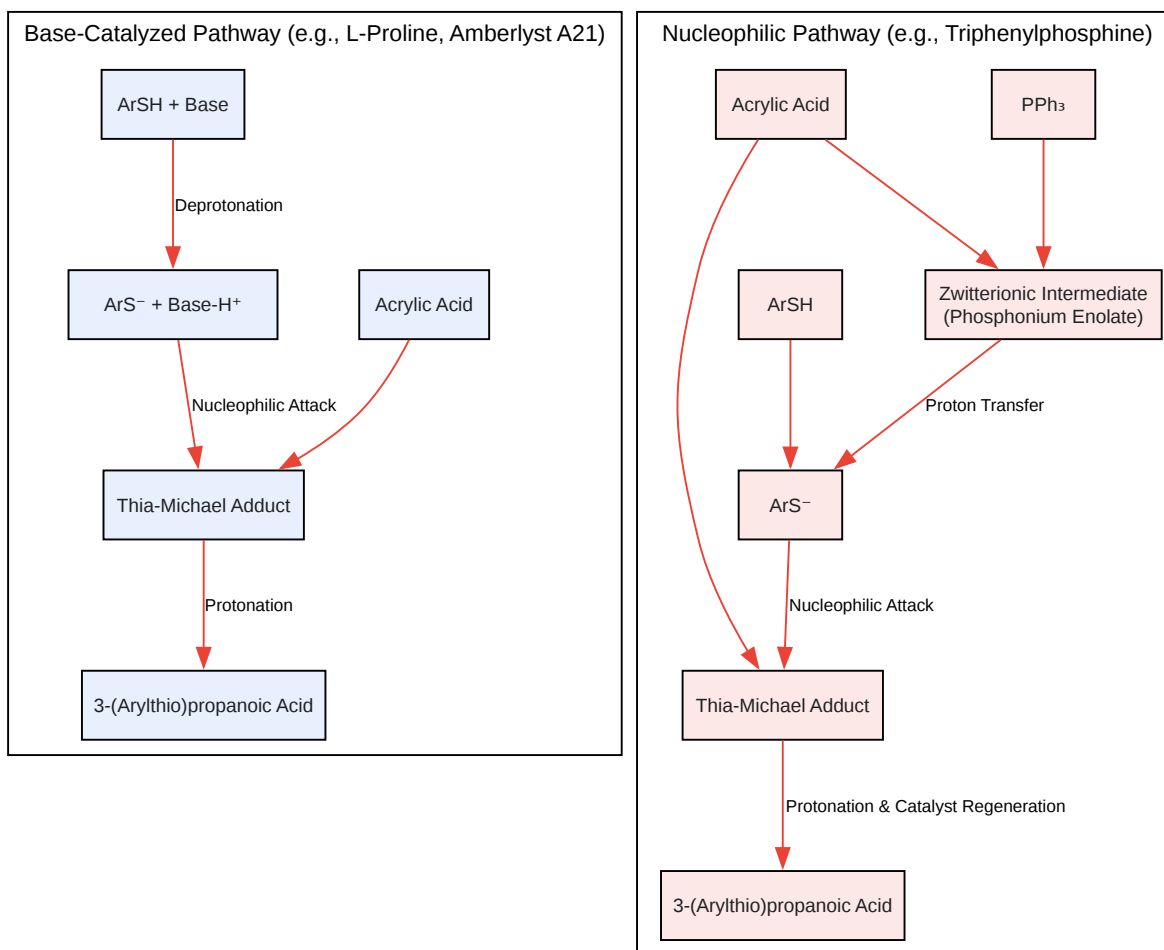 Base-Catalyzed Pathway (e.g., L-Proline, Amberlyst A21)
ArSH + Base
Deprotonation
ArS⁻ + Base-H⁺
Acrylic Acid
Nucleophilic Attack
Thia-Michael Adduct
Protonation
3-(Arylthio)propanoic Acid
Nucleophilic Pathway (e.g., Triphenylphosphine)
Acrylic Acid
PPh₃
ArSH
Zwitterionic Intermediate
(Phosphonium Enolate)
Proton Transfer
ArS⁻
Nucleophilic Attack
Thia-Michael Adduct
Protonation & Catalyst Regeneration
3-(Arylthio)propanoic Acid